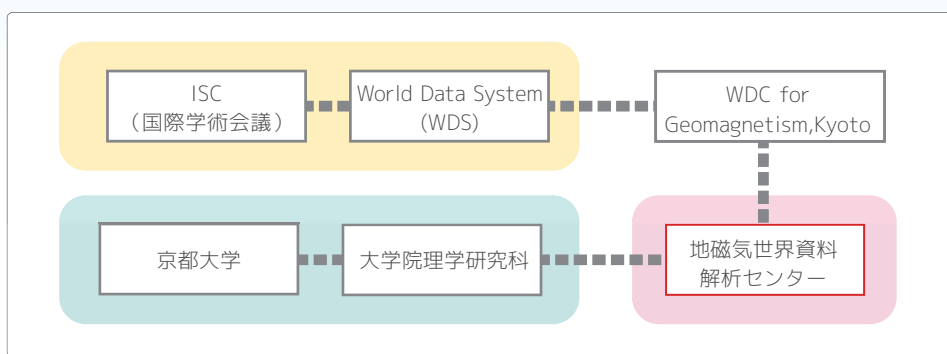 ISC
（国際学術会議）
World Data System
(WDS)
WDC for
Geomagnetism,Kyoto
京都大学
大学院理学研究科
地磁気世界資料
解析センター